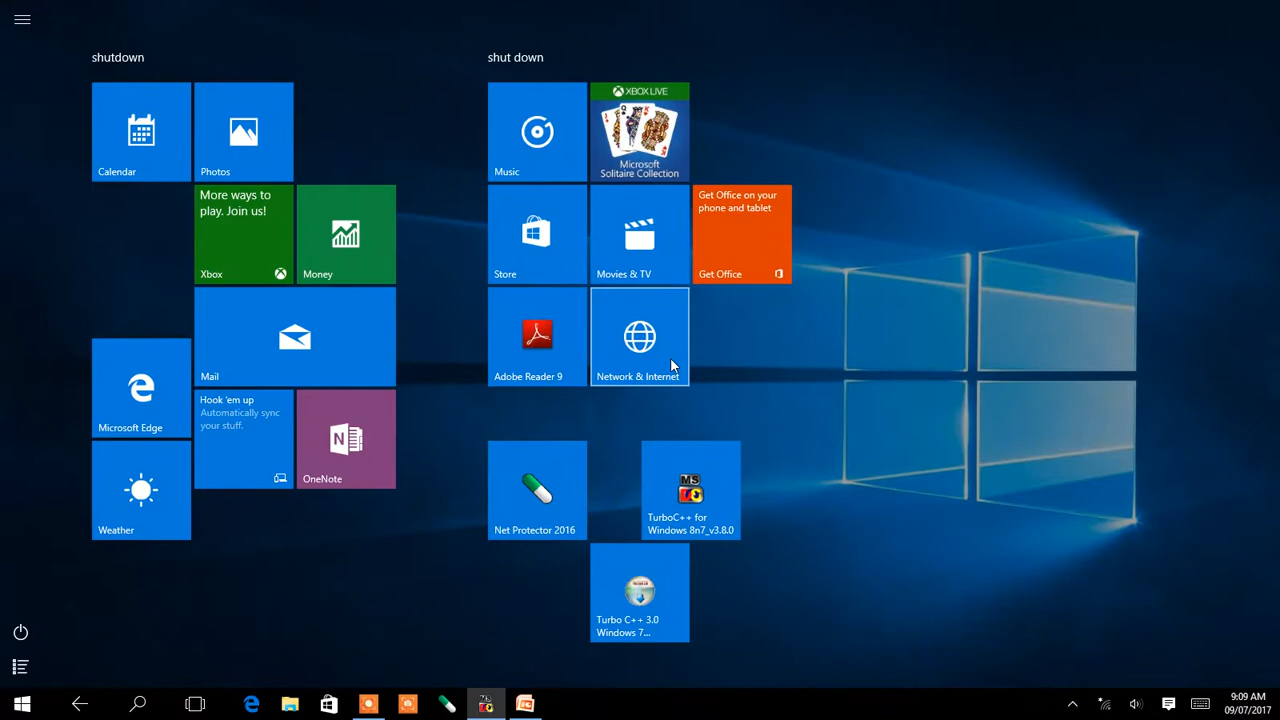 shutdown
Calendar
Photos
More ways to
play. Join us!
Xbox
Money
Mail
Microsoft Edge
Hook 'em up
Automatically sync
your stuff.
OneNote
Weather
shut down
Music
XBOX LIVE
Microsoft
Solitaire Collection
Store
Movies & TV
Get Office on your
phone and tablet
Get Office
Adobe Reader 9
Network & Internet
Net Protector 2016
MS
TurboC++ for
Windows 8n7_v3.8.0
Turbo C++ 3.0
Windows 7...
9:09 AM
09/07/2017